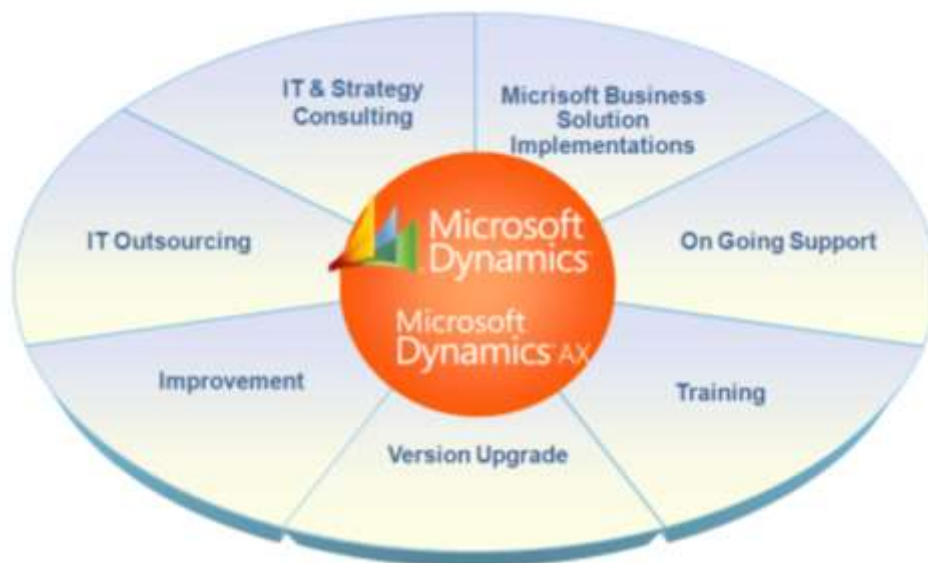 IT & Strategy
Consulting
Micrisoft Business
Solution
Implementations
IT Outsourcing
On Going Support
Microsoft
Dynamics
Microsoft
Dynamics AX
Improvement
Training
Version Upgrade